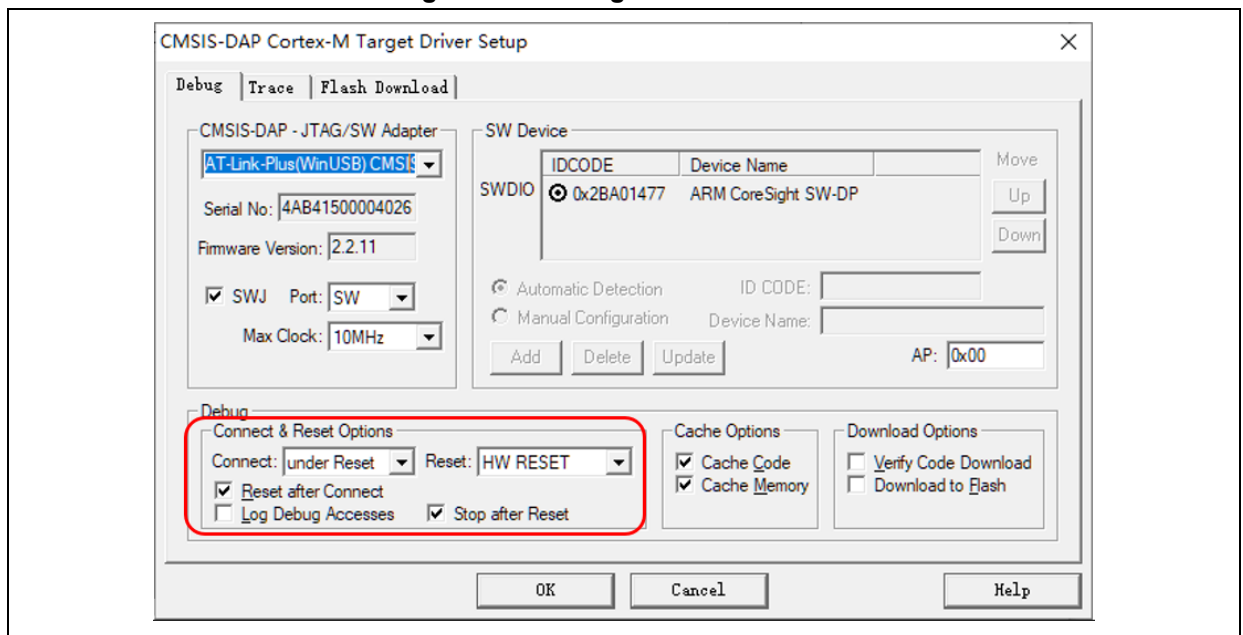 CMSIS-DAP Cortex-M Target Driver Setup
Debug Trace Flash Download
CMSIS-DAP - JTAG/SW Adapter
AT-Link-Plus(WinUSB)
Serial No: 4AB41500004026
Firmware Version: 2.2.11
SWJ Port: SW
Max Clock: 10MHz
SW Device
IDCODE Device Name
SWDIO 0x2BA01477 ARM CoreSight SW-DP
Move
Up
Down
Automatic Detection ID CODE:
Manual Configuration Device Name:
Add Delete Update AP: 0x00
Debug
Connect & Reset Options
Connect: under Reset Reset: HW RESET
Reset after Connect
Log Debug Accesses Stop after Reset
Cache Options
Cache Code
Cache Memory
Download Options
Verify Code Download
Download to Flash
OK Cancel Help